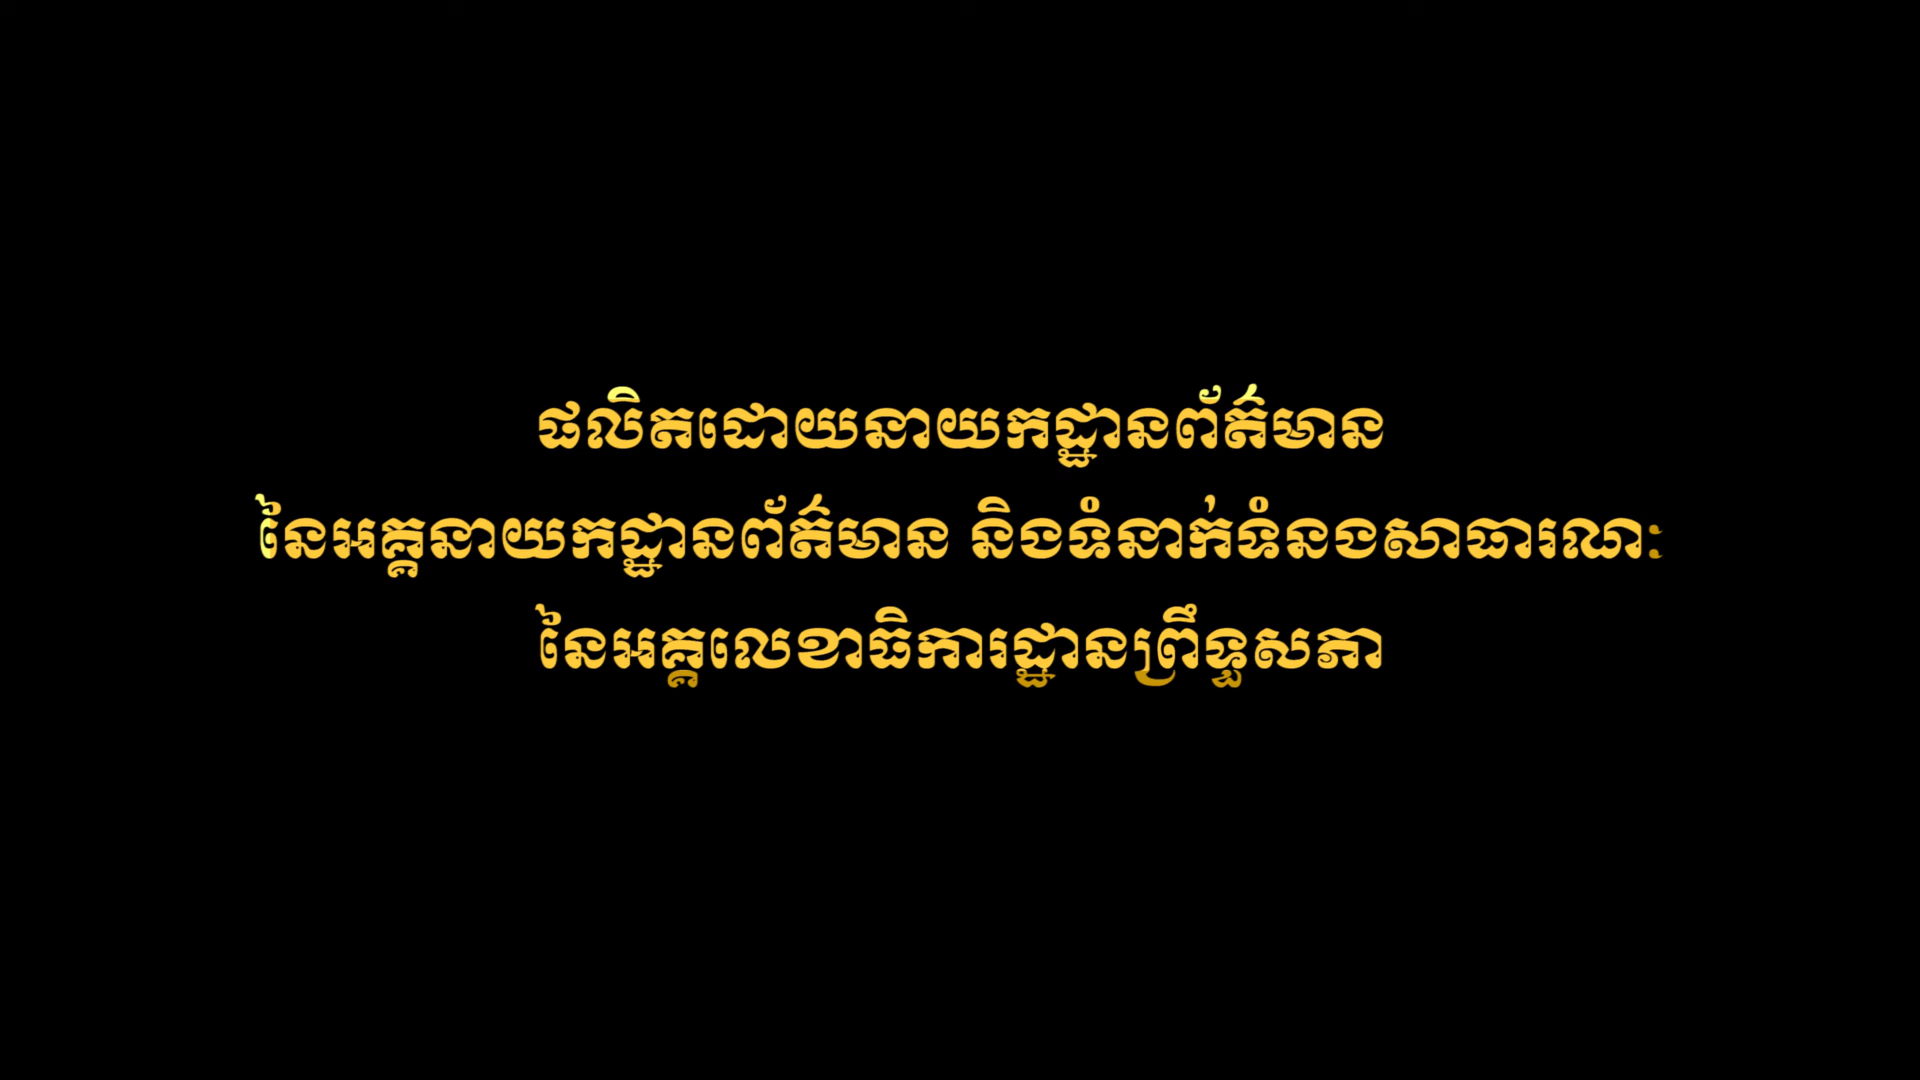 ផលិតដោយនាយកដ្ឋានព័ត៌មាន
នៃអគ្គនាយកដ្ឋានព័ត៌មាន និងទំនាក់ទំនងសាធារណៈ
នៃអគ្គលេខាធិការដ្ឋានព្រឹទ្ធសភា